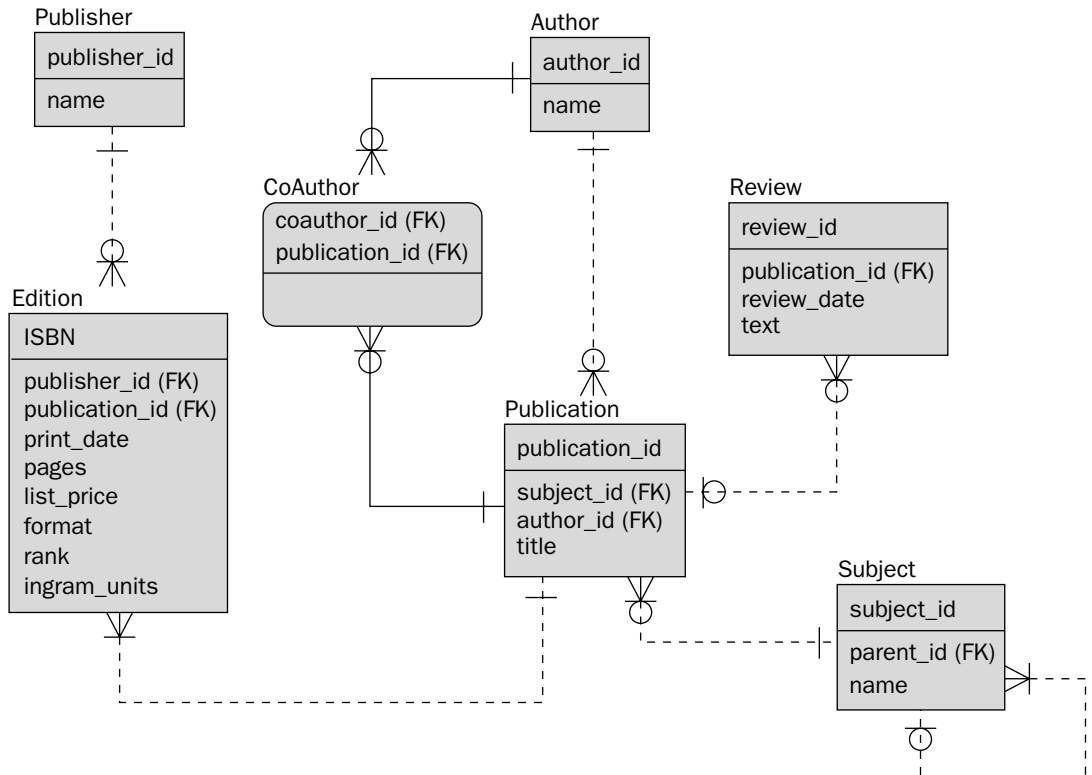 Publisher
publisher_id
name
Author
author_id
name
CoAuthor
coauthor_id (FK)
publication_id (FK)
Review
review_id
publication_id (FK)
review_date
text
Edition
ISBN
publisher_id (FK)
publication_id (FK)
print_date
pages
list_price
format
rank
ingram_units
Publication
publication_id
subject_id (FK)
author_id (FK)
title
Subject
subject_id
parent_id (FK)
name